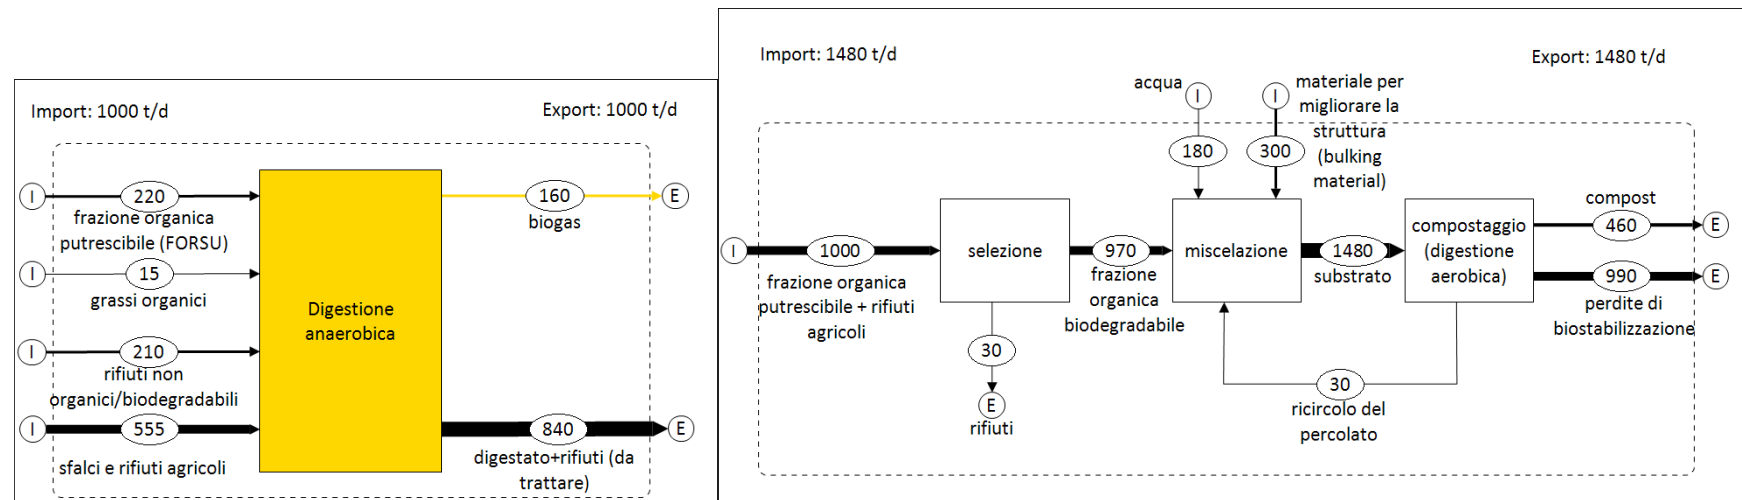 Import: 1000 t/d
Export: 1000 t/d
I
220
frazione organica
putrescibile (FORSU)
I
15
grassi organici
I
210
rifiuti non
organici/biodegradabili
I
555
sfalci e rifiuti agricoli
Digestione
anaerobica
160
E
biogas
840
E
digestato+rifiuti (da
trattare)
Import: 1480 t/d
Export: 1480 t/d
acqua
I
180
I
materiale per
migliorare la
struttura
(bulking
material)
300
I
1000
frazione organica
putrescibile + rifiuti
agricoli
selezione
970
frazione
organica
biodegradabile
30
E
rifiuti
miscelazione
1480
substrato
compostaggio
(digestione
aerobica)
compost
460
E
990
E
perdite di
biostabilizzazione
30
ricircolo del
percolato